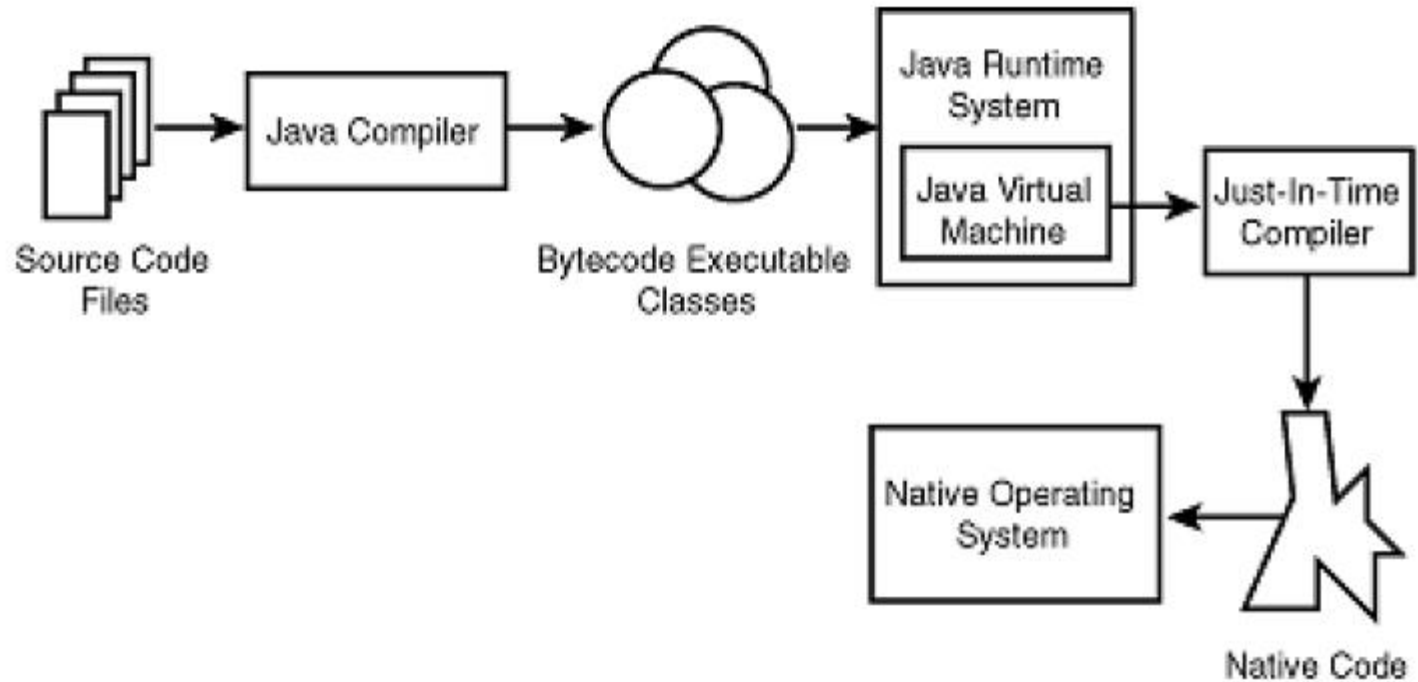 Source Code
Files
Java Compiler
Bytecode Executable
Classes
Java Runtime
System
Java Virtual
Machine
Just-In-Time
Compiler
Native Code
Native Operating
System